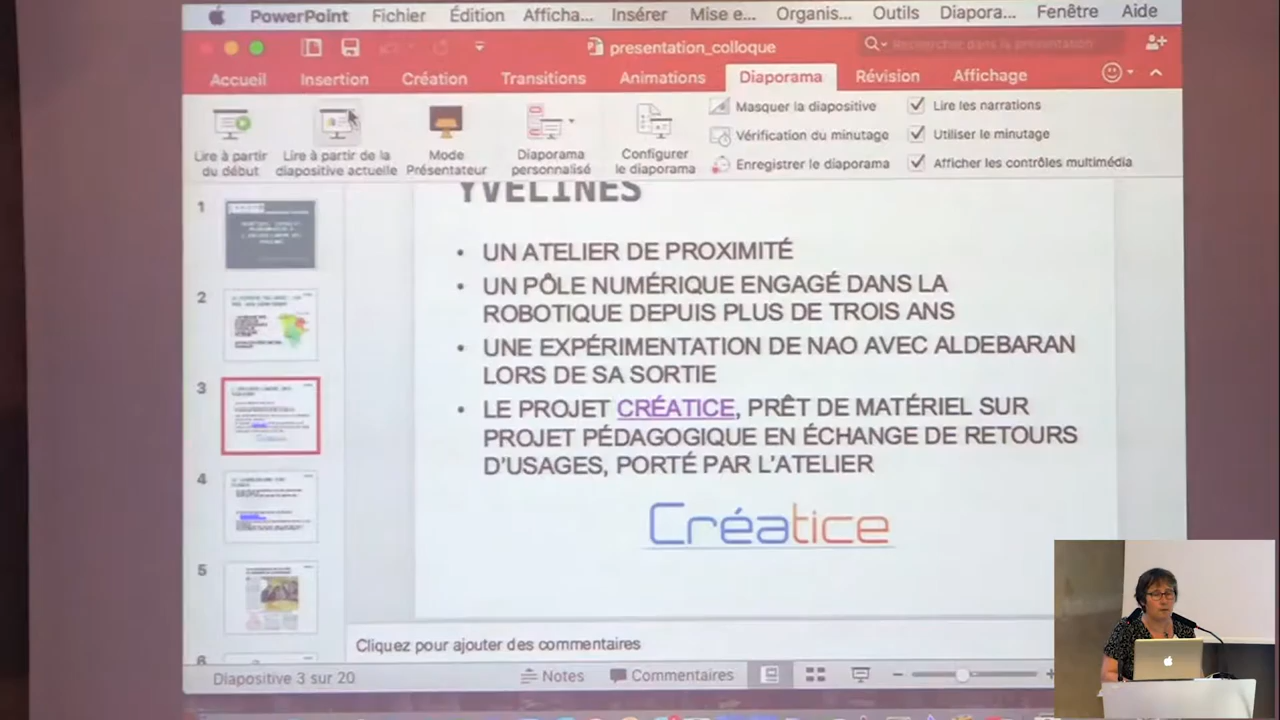 PowerPoint Fichier Édition Afficha... Insérer Mise e... Organis... Outils Diapora... Fenêtre Aide
presentation_colloque
Rechercher dans la présentation
Accueil Insertion Création Transitions Animations Diaporama Révision Affichage
Lire à partir du début
Lire à partir de la diapositive actuelle
Mode Présentateur
Diaporama personnalisé
Configurer le diaporama
Masquer la diapositive
Vérification du minutage
Enregistrer le diaporama
Lire les narrations
Utiliser le minutage
Afficher les contrôles multimédia
1
2
3
4
5
6
YVELINES
• UN ATELIER DE PROXIMITÉ
• UN PÔLE NUMÉRIQUE ENGAGÉ DANS LA
ROBOTIQUE DEPUIS PLUS DE TROIS ANS
• UNE EXPÉRIMENTATION DE NAO AVEC ALDEBARAN
LORS DE SA SORTIE
• LE PROJET CRÉATICE, PRÊT DE MATÉRIEL SUR
PROJET PÉDAGOGIQUE EN ÉCHANGE DE RETOURS
D'USAGES, PORTÉ PAR L'ATELIER
Créatice
Cliquez pour ajouter des commentaires
Diapositive 3 sur 20
Notes
Commentaires